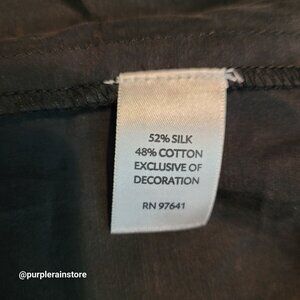 52% SILK
48% COTTON
EXCLUSIVE OF
DECORATION
RN 97641
@purplerainstore